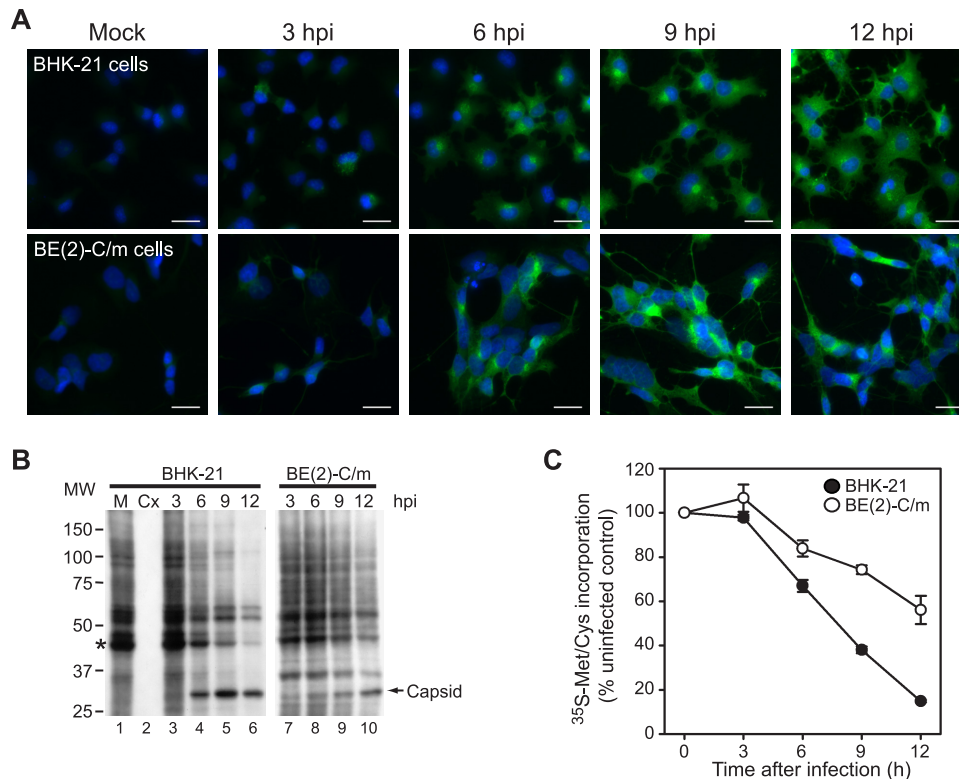 A
Mock 3 hpi 6 hpi 9 hpi 12 hpi
BHK-21 cells
BE(2)-C/m cells
B
BHK-21 BE(2)-C/m
MW M Cx 3 6 9 12 3 6 9 12 hpi
150
100
75
50
*
37
Capsid
25
1 2 3 4 5 6 7 8 9 10
C
35S-Met/Cys incorporation
(% uninfected control)
120
100
80
60
40
20
0
BHK-21
BE(2)-C/m
0 3 6 9 12
Time after infection (h)